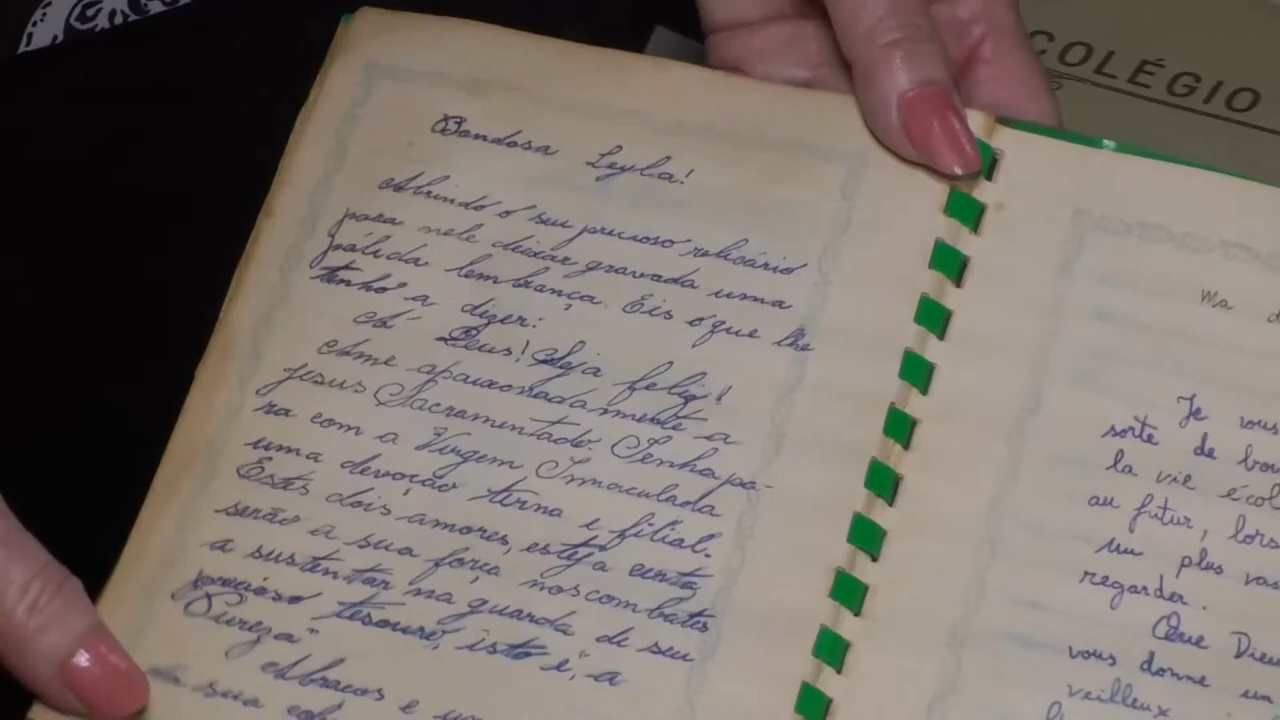 Bondosa Leyla!
Abrindo o seu precioso relicário
para nele deixar gravada uma
pálida lembrança. Eis o que lhe
tenho a dizer:
A Deus! Seja feliz!
Ame apaixonadamente a
Jesus Sacramentado. Tenha pa-
ra com a Virgem Imaculada
uma devoção terna e filial.
Estes dois amores, esteja certa
serão a sua força nos combates
a sustentar na guarda de seu
precioso tesouro, isto é, a
Pureza"
Abraços e um
da sua
COLÉGIO
Ma
Je vous
sorte de
la vie écol
au futur, lors
un plus vas
regarder.
Que Dieu
vous donne un
veilleux